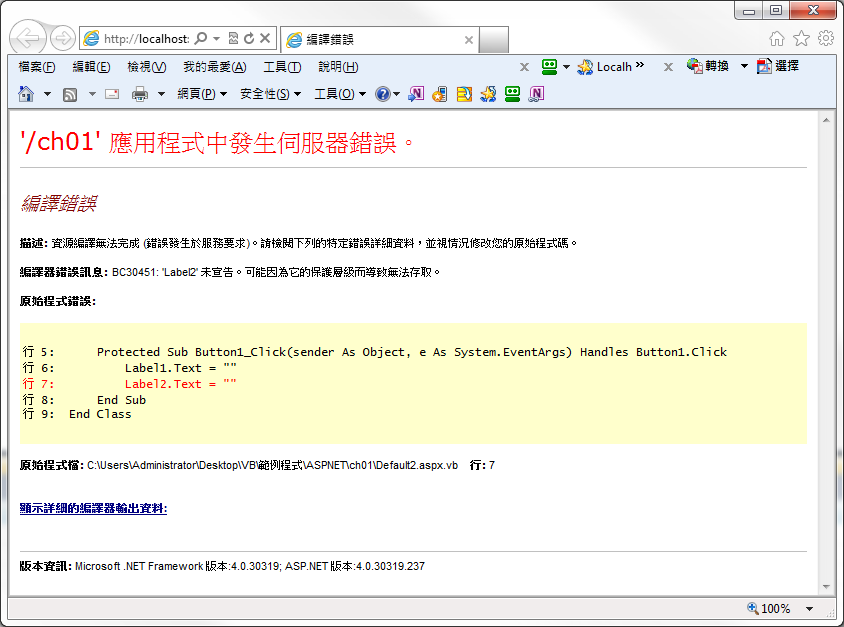 http://localhost:
編譯錯誤
檔案(F) 編輯(E) 檢視(V) 我的最愛(A) 工具(T) 說明(H)
Localh » 轉換 選擇
網頁(P) 安全性(S) 工具(O)
'/ch01' 應用程式中發生伺服器錯誤。
編譯錯誤
描述: 資源編譯無法完成 (錯誤發生於服務要求)。請檢閱下列的特定錯誤詳細資料，並視情況修改您的原始程式碼。
編譯器錯誤訊息: BC30451: 'Label2' 未宣告。可能因為它的保護層級而導致無法存取。
原始程式錯誤:
行 5:      Protected Sub Button1_Click(sender As Object, e As System.EventArgs) Handles Button1.Click
行 6:          Label1.Text = ""
行 7:          Label2.Text = ""
行 8:      End Sub
行 9:  End Class
原始程式檔: C:\Users\Administrator\Desktop\VB\範例程式\ASPNET\ch01\Default2.aspx.vb    行: 7
顯示詳細的編譯器輸出資料:
版本資訊: Microsoft .NET Framework 版本:4.0.30319; ASP.NET 版本:4.0.30319.237
100%